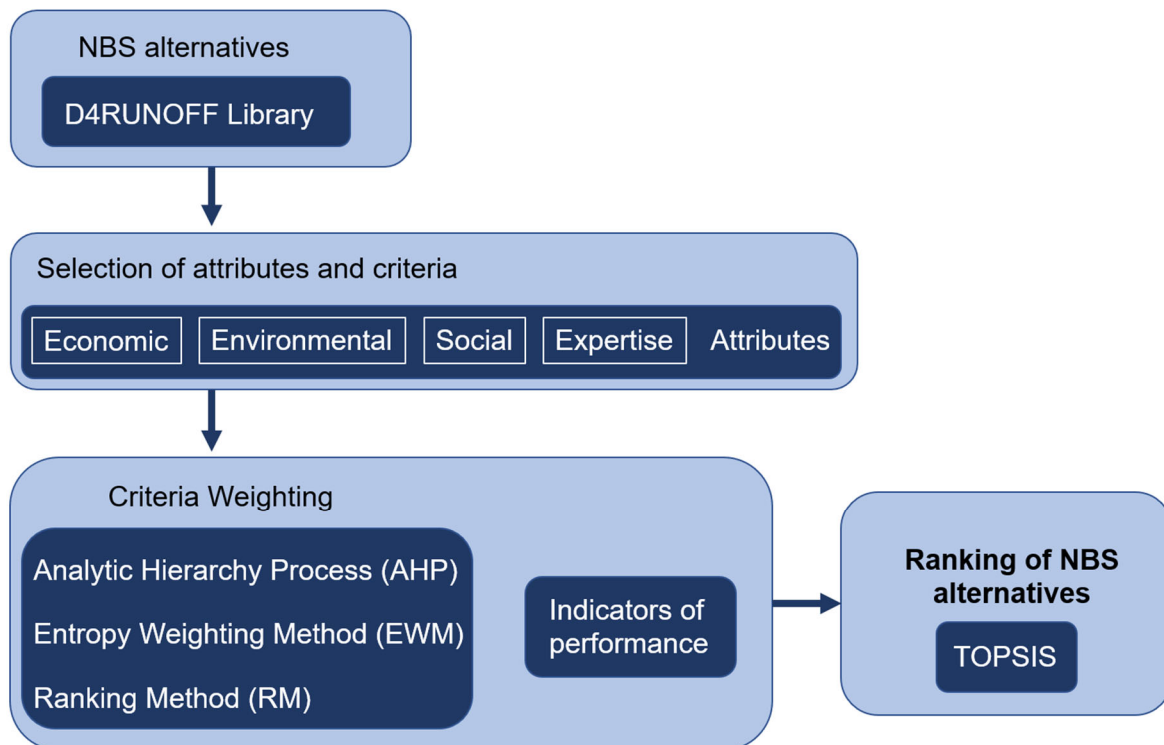 NBS alternatives
D4RUNOFF Library
Selection of attributes and criteria
Economic Environmental Social Expertise Attributes
Criteria Weighting
Analytic Hierarchy Process (AHP)
Entropy Weighting Method (EWM)
Ranking Method (RM)
Indicators of
performance
Ranking of NBS
alternatives
TOPSIS